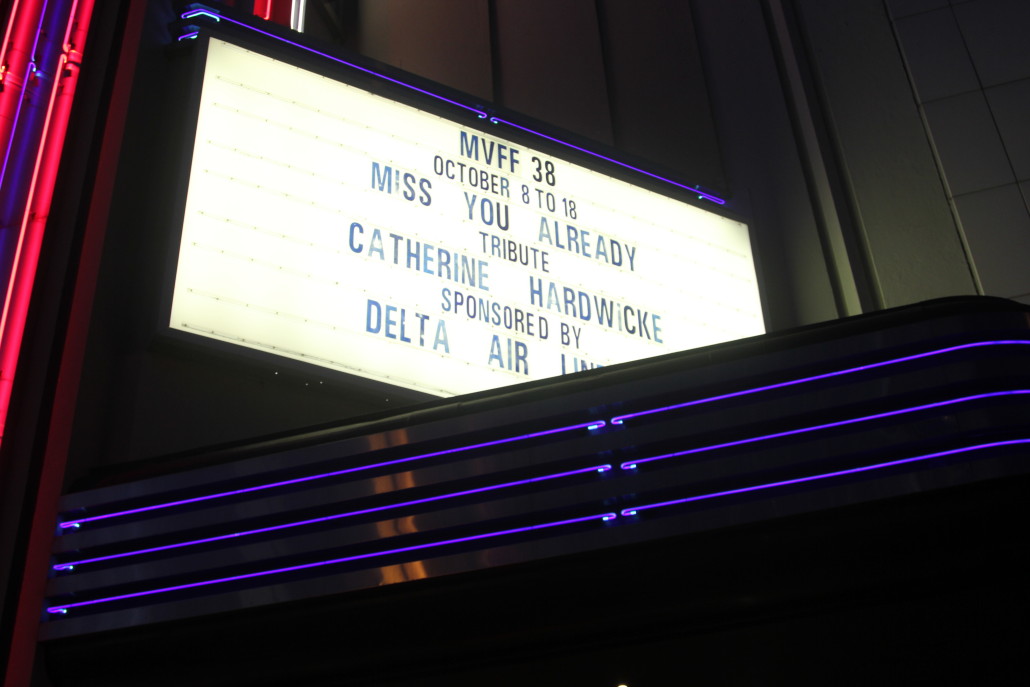 MVFF 38
OCTOBER 8 TO 18
MISS YOU ALREADY
TRIBUTE
CATHERINE HARDWiCKE
SPONSORED BY
DELTA AIR